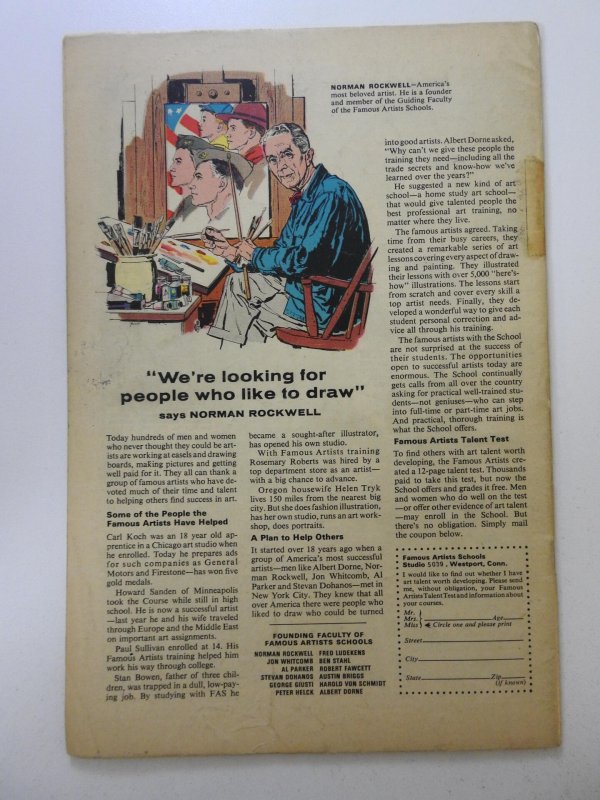 NORMAN ROCKWELL—America's
most beloved artist. He is a founder
and member of the Guiding Faculty
of the Famous Artists Schools.
"We're looking for
people who like to draw"
says NORMAN ROCKWELL
Today hundreds of men and women
who never thought they could be art-
ists are working at easels and drawing
boards, making pictures and getting
well paid for it. They all can thank a
group of famous artists who have de-
voted much of their time and talent
to helping others find success in art.
Some of the People the
Famous Artists Have Helped
Carl Koch was an 18 year old ap-
prentice in a Chicago art studio when
he enrolled. Today he prepares ads
for such companies as General
Motors and Firestone—has won five
gold medals.
Howard Sanden of Minneapolis
took the Course while still in high
school. He is now a successful artist
—last year he and his wife traveled
through Europe and the Middle East
on important art assignments.
Paul Sullivan enrolled at 14. His
Famous Artists training helped him
work his way through college.
Stan Bowen, father of three chil-
dren, was trapped in a dull, low-pay-
ing job. By studying with FAS he
became a sought-after illustrator,
has opened his own studio.
With Famous Artists training
Rosemary Roberts was hired by a
top department store as an artist—
with a big chance to advance.
Oregon housewife Helen Tryk
lives 150 miles from the nearest big
city. But she does fashion illustration,
has her own studio, runs an art work-
shop, does portraits.
A Plan to Help Others
It started over 18 years ago when a
group of America's most successful
artists—men like Albert Dorne, Nor-
man Rockwell, Jon Whitcomb, Al
Parker and Stevan Dohanos—met in
New York City. They knew that all
over America there were people who
liked to draw who could be turned
FOUNDING FACULTY OF
FAMOUS ARTISTS SCHOOLS
NORMAN ROCKWELL FRED LUDEKENS
JON WHITCOMB BEN STAHL
AL PARKER ROBERT FAWCETT
STEVAN DOHANOS AUSTIN BRIGGS
GEORGE GIUSTI HAROLD VON SCHMIDT
PETER HELCK ALBERT DORNE
into good artists. Albert Dorne asked,
"Why can't we give these people the
training they need—including all the
trade secrets and know-how we've
learned over the years?"
He suggested a new kind of art
school—a home study art school—
that would give talented people the
best professional art training, no
matter where they live.
The famous artists agreed. Taking
time from their busy careers, they
created a remarkable series of art
lessons covering every aspect of draw-
ing and painting. They illustrated
their lessons with over 5,000 "here's-
how" illustrations. The lessons start
from scratch and cover every skill a
top artist needs. Finally, they de-
veloped a wonderful way to give each
student personal correction and ad-
vice all through his training.
The famous artists with the School
are not surprised at the success of
their students. The opportunities
open to successful artists today are
enormous. The School continually
gets calls from all over the country
asking for practical well-trained stu-
dents—not geniuses—who can step
into full-time or part-time art jobs.
And practical, thorough training is
what the School offers.
Famous Artists Talent Test
To find others with art talent worth
developing, the Famous Artists cre-
ated a 12-page talent test. Thousands
paid to take this test, but now the
School offers and grades it free. Men
and women who do well on the test
—or offer other evidence of art talent
—may enroll in the School. But
there's no obligation. Simply mail
the coupon below.
Famous Artists Schools
Studio 5039, Westport, Conn.
I would like to find out whether I have
art talent worth developing. Please send
me, without obligation, your Famous
Artists Talent Test and information about
your courses.
Mr.
Mrs. Age
Miss Circle one and please print
Street
City
State Zip
(if known)